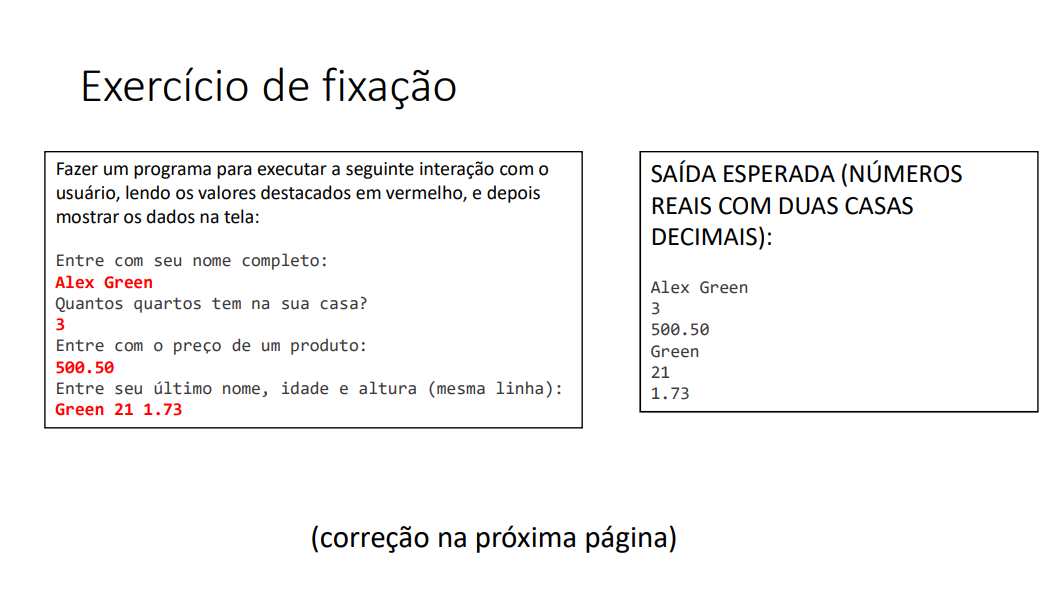 Exercício de fixação
Fazer um programa para executar a seguinte interação com o
usuário, lendo os valores destacados em vermelho, e depois
mostrar os dados na tela:
Entre com seu nome completo:
Alex Green
Quantos quartos tem na sua casa?
3
Entre com o preço de um produto:
500.50
Entre seu último nome, idade e altura (mesma linha):
Green 21 1.73
SAÍDA ESPERADA (NÚMEROS
REAIS COM DUAS CASAS
DECIMAIS):
Alex Green
3
500.50
Green
21
1.73
(correção na próxima página)